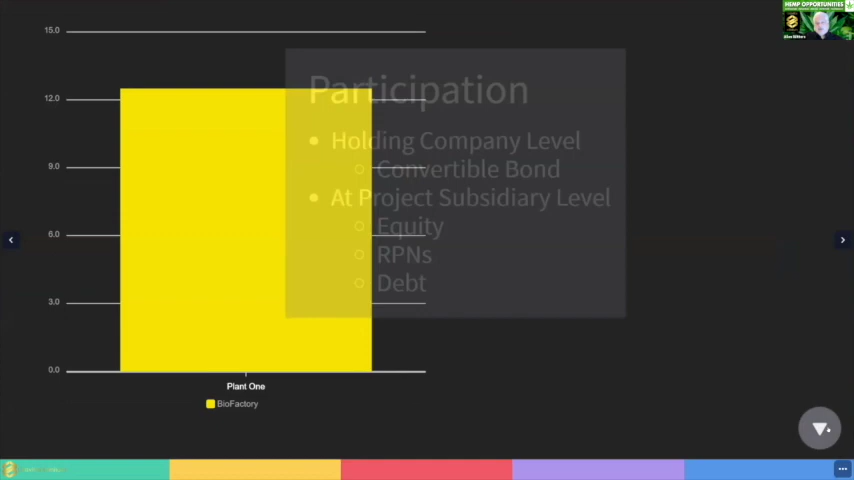 HEMP OPPORTUNITIES
15.0
12.0
9.0
6.0
3.0
0.0
Participation
Holding Company Level
Convertible Bond
At Project Subsidiary Level
Equity
RPNs
Debt
Plant One
BioFactory